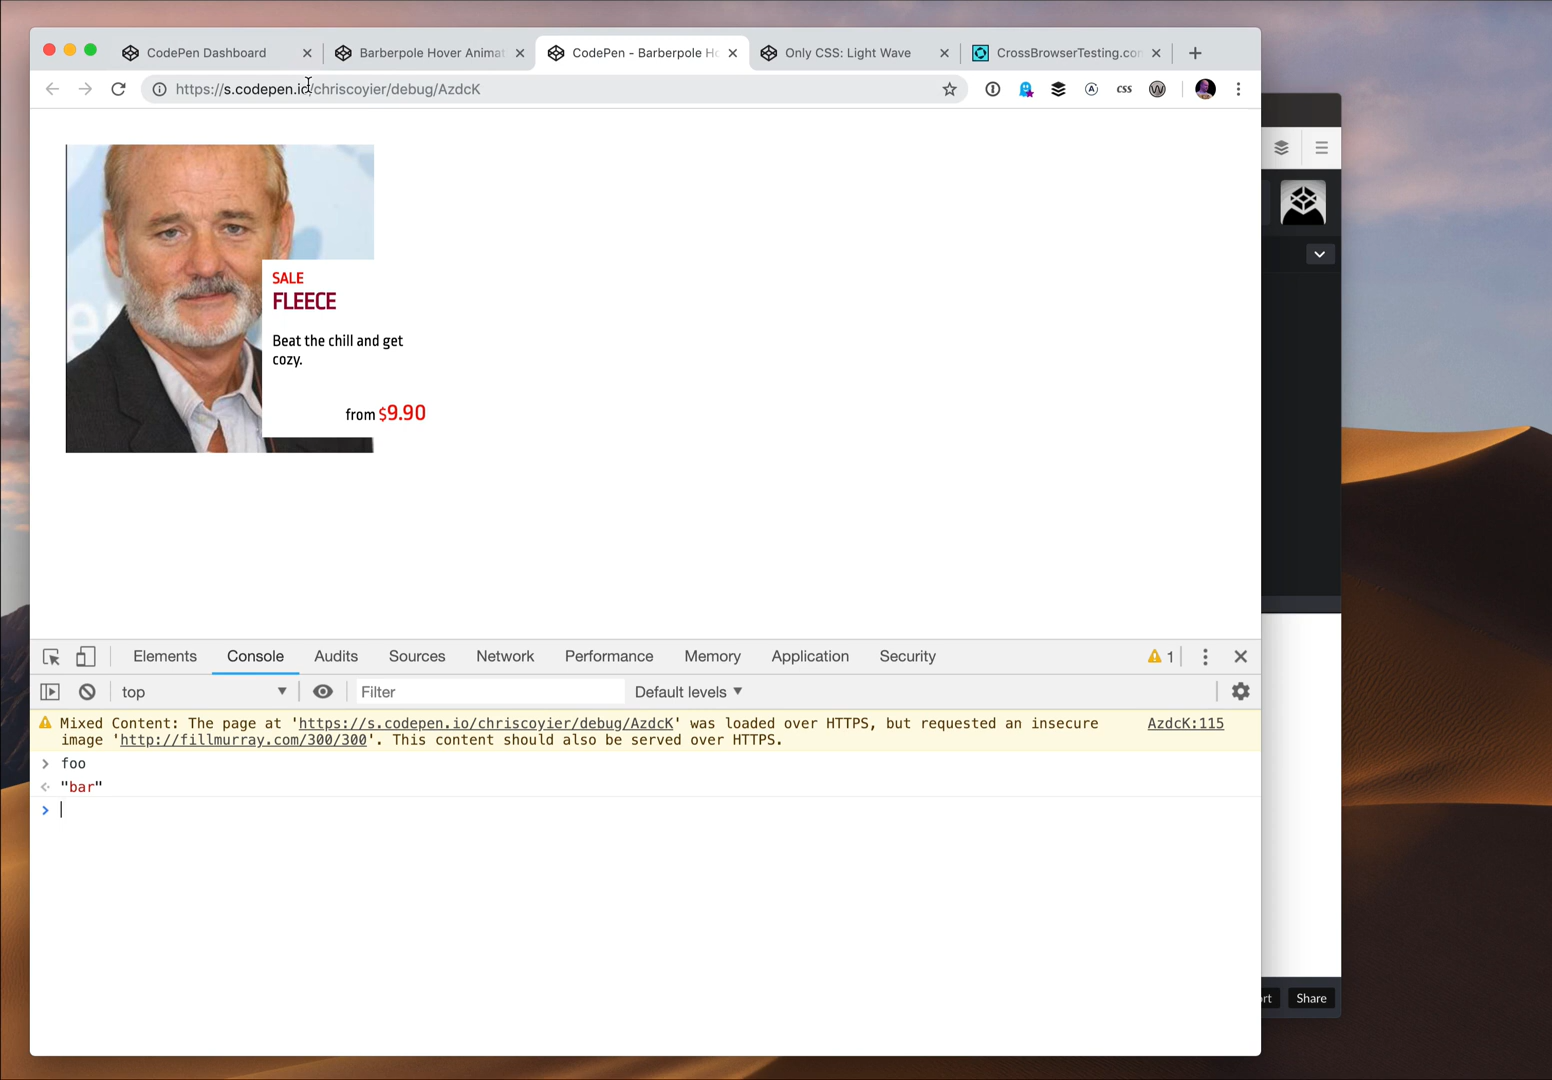 CodePen Dashboard
Barberpole Hover Animat
CodePen - Barberpole Ho
Only CSS: Light Wave
CrossBrowserTesting.con
https://s.codepen.io/chriscoyier/debug/AzdcK
css
SALE
FLEECE
Beat the chill and get
cozy.
from $9.90
Elements Console Audits Sources Network Performance Memory Application Security 1
top Filter Default levels
Mixed Content: The page at 'https://s.codepen.io/chriscoyier/debug/AzdcK' was loaded over HTTPS, but requested an insecure AzdcK:115
image 'http://fillmurray.com/300/300'. This content should also be served over HTTPS.
foo
"bar"
rt Share